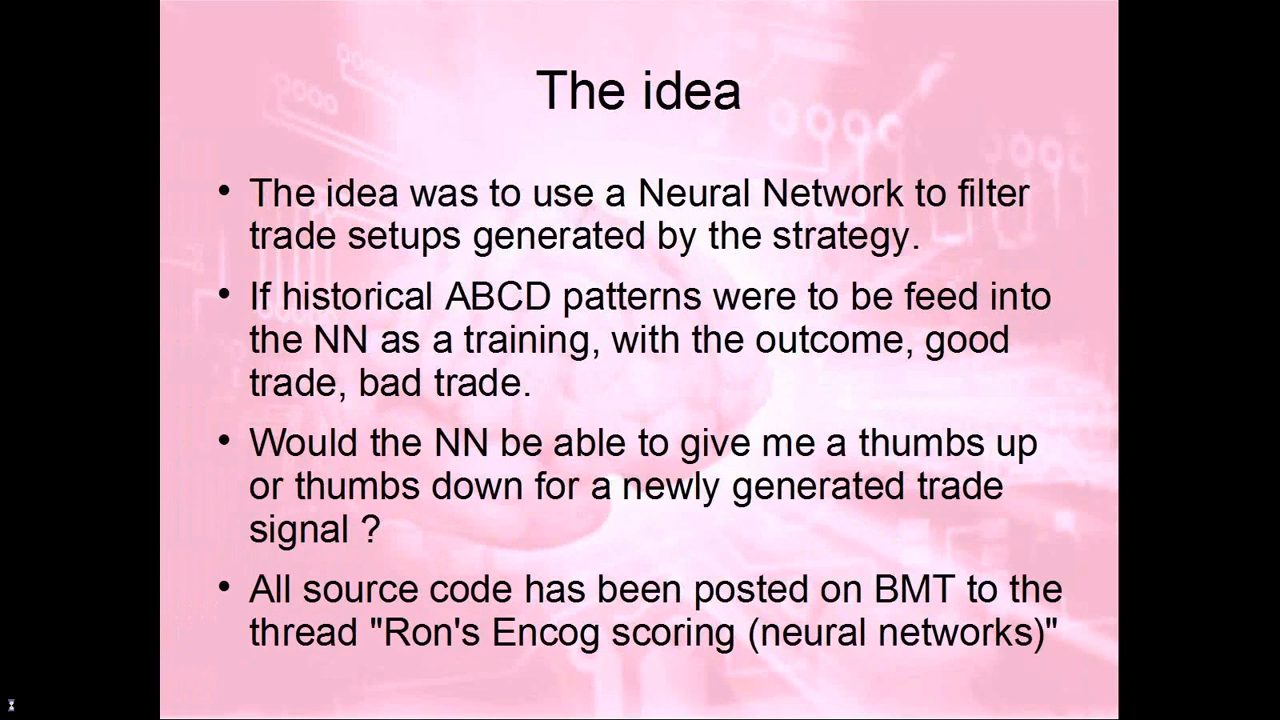 The idea
• The idea was to use a Neural Network to filter
trade setups generated by the strategy.
• If historical ABCD patterns were to be feed into
the NN as a training, with the outcome, good
trade, bad trade.
• Would the NN be able to give me a thumbs up
or thumbs down for a newly generated trade
signal ?
• All source code has been posted on BMT to the
thread "Ron's Encog scoring (neural networks)"